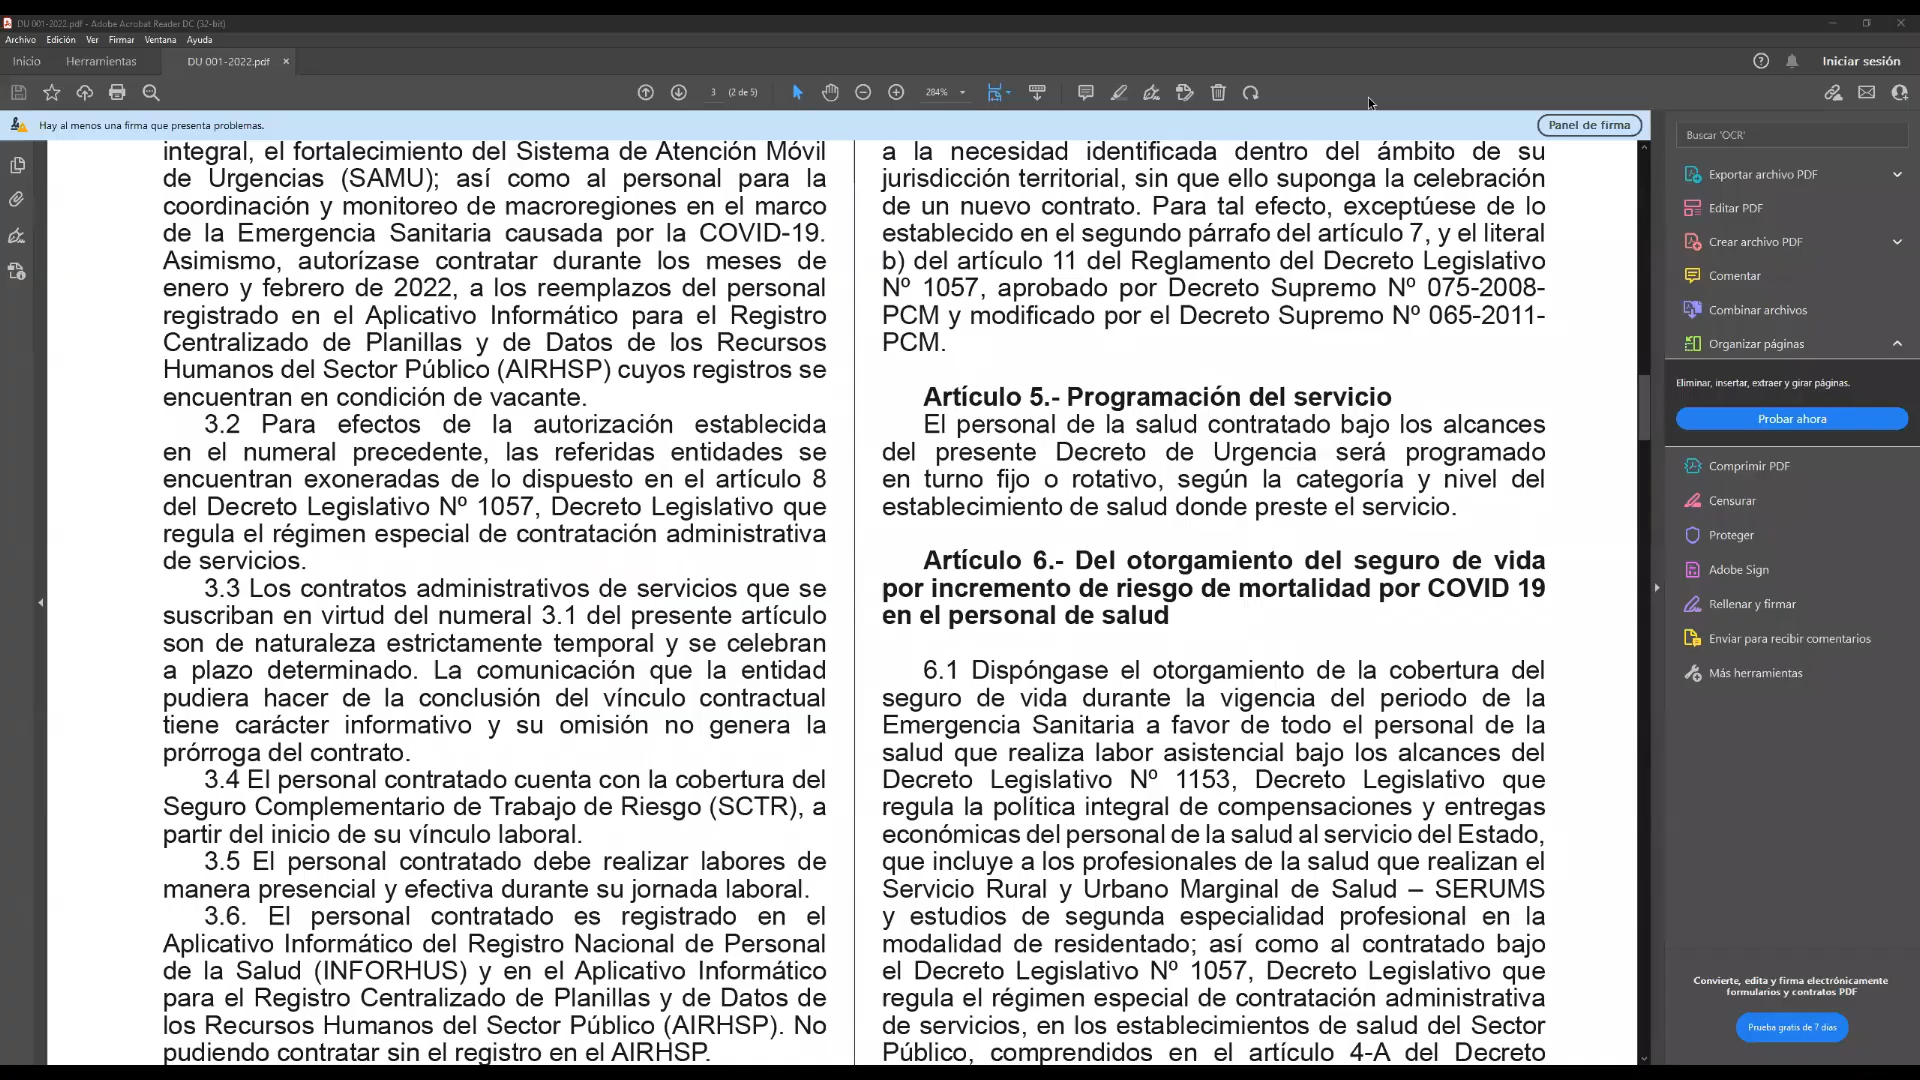 DU 001-2022.pdf - Adobe Acrobat Reader DC (32-bit)
Archivo Edición Ver Firmar Ventana Ayuda
Inicio Herramientas DU 001-2022.pdf × Iniciar sesión
3 (2 de 5) 284%
Hay al menos una firma que presenta problemas. Panel de firma
integral, el fortalecimiento del Sistema de Atención Móvil
de Urgencias (SAMU); así como al personal para la
coordinación y monitoreo de macroregiones en el marco
de la Emergencia Sanitaria causada por la COVID-19.
Asimismo, autorízase contratar durante los meses de
enero y febrero de 2022, a los reemplazos del personal
registrado en el Aplicativo Informático para el Registro
Centralizado de Planillas y de Datos de los Recursos
Humanos del Sector Público (AIRHSP) cuyos registros se
encuentran en condición de vacante.
3.2 Para efectos de la autorización establecida
en el numeral precedente, las referidas entidades se
encuentran exoneradas de lo dispuesto en el artículo 8
del Decreto Legislativo Nº 1057, Decreto Legislativo que
regula el régimen especial de contratación administrativa
de servicios.
3.3 Los contratos administrativos de servicios que se
suscriban en virtud del numeral 3.1 del presente artículo
son de naturaleza estrictamente temporal y se celebran
a plazo determinado. La comunicación que la entidad
pudiera hacer de la conclusión del vínculo contractual
tiene carácter informativo y su omisión no genera la
prórroga del contrato.
3.4 El personal contratado cuenta con la cobertura del
Seguro Complementario de Trabajo de Riesgo (SCTR), a
partir del inicio de su vínculo laboral.
3.5 El personal contratado debe realizar labores de
manera presencial y efectiva durante su jornada laboral.
3.6. El personal contratado es registrado en el
Aplicativo Informático del Registro Nacional de Personal
de la Salud (INFORHUS) y en el Aplicativo Informático
para el Registro Centralizado de Planillas y de Datos de
los Recursos Humanos del Sector Público (AIRHSP). No
pudiendo contratar sin el registro en el AIRHSP.
a la necesidad identificada dentro del ámbito de su
jurisdicción territorial, sin que ello suponga la celebración
de un nuevo contrato. Para tal efecto, exceptúese de lo
establecido en el segundo párrafo del artículo 7, y el literal
b) del artículo 11 del Reglamento del Decreto Legislativo
Nº 1057, aprobado por Decreto Supremo Nº 075-2008-
PCM y modificado por el Decreto Supremo Nº 065-2011-
PCM.
Artículo 5.- Programación del servicio
El personal de la salud contratado bajo los alcances
del presente Decreto de Urgencia será programado
en turno fijo o rotativo, según la categoría y nivel del
establecimiento de salud donde preste el servicio.
Artículo 6.- Del otorgamiento del seguro de vida
por incremento de riesgo de mortalidad por COVID 19
en el personal de salud
6.1 Dispóngase el otorgamiento de la cobertura del
seguro de vida durante la vigencia del periodo de la
Emergencia Sanitaria a favor de todo el personal de la
salud que realiza labor asistencial bajo los alcances del
Decreto Legislativo Nº 1153, Decreto Legislativo que
regula la política integral de compensaciones y entregas
económicas del personal de la salud al servicio del Estado,
que incluye a los profesionales de la salud que realizan el
Servicio Rural y Urbano Marginal de Salud – SERUMS
y estudios de segunda especialidad profesional en la
modalidad de residentado; así como al contratado bajo
el Decreto Legislativo Nº 1057, Decreto Legislativo que
regula el régimen especial de contratación administrativa
de servicios, en los establecimientos de salud del Sector
Público, comprendidos en el artículo 4-A del Decreto
Buscar 'OCR'
Exportar archivo PDF
Editar PDF
Crear archivo PDF
Comentar
Combinar archivos
Organizar páginas
Eliminar, insertar, extraer y girar páginas.
Probar ahora
Comprimir PDF
Censurar
Proteger
Adobe Sign
Rellenar y firmar
Enviar para recibir comentarios
Más herramientas
Convierte, edita y firma electrónicamente
formularios y contratos PDF
Prueba gratis de 7 días